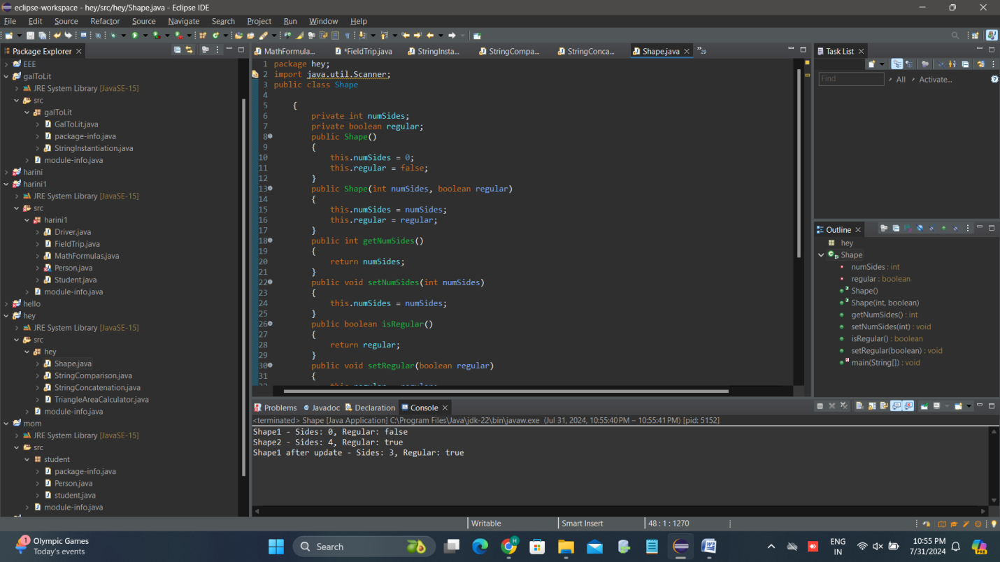 eclipse-workspace - hey/src/hey/Shape.java - Eclipse IDE
File Edit Source Refactor Source Navigate Search Project Run Window Help
Package Explorer
EEE
galToLit
JRE System Library [JavaSE-15]
src
galToLit
GalToLit.java
package-info.java
StringInstantiation.java
module-info.java
harini
harini1
JRE System Library [JavaSE-15]
src
harini1
Driver.java
FieldTrip.java
MathFormulas.java
Person.java
Student.java
module-info.java
hello
hey
JRE System Library [JavaSE-15]
src
hey
Shape.java
StringComparison.java
StringConcatenation.java
TriangleAreaCalculator.java
module-info.java
mom
JRE System Library [JavaSE-15]
src
student
package-info.java
Person.java
student.java
module-info.java
MathFormula... *FieldTrip.java StringInsta... StringCompa... StringConca... Shape.java »29
1 package hey;
2 import java.util.Scanner;
3 public class Shape
4
5 {
6 private int numSides;
7 private boolean regular;
8 public Shape()
9 {
10 this.numSides = 0;
11 this.regular = false;
12 }
13 public Shape(int numSides, boolean regular)
14 {
15 this.numSides = numSides;
16 this.regular = regular;
17 }
18 public int getNumSides()
19 {
20 return numSides;
21 }
22 public void setNumSides(int numSides)
23 {
24 this.numSides = numSides;
25 }
26 public boolean isRegular()
27 {
28 return regular;
29 }
30 public void setRegular(boolean regular)
31 {
Task List
Find All Activate...
Outline
hey
Shape
numSides : int
regular : boolean
Shape()
Shape(int, boolean)
getNumSides() : int
setNumSides(int) : void
isRegular() : boolean
setRegular(boolean) : void
main(String[]) : void
Problems Javadoc Declaration Console
<terminated> Shape [Java Application] C:\Program Files\Java\jdk-22\bin\javaw.exe (Jul 31, 2024, 10:55:40 PM – 10:55:41 PM) [pid: 5152]
Shape1 - Sides: 0, Regular: false
Shape2 - Sides: 4, Regular: true
Shape1 after update - Sides: 3, Regular: true
Writable Smart Insert 48 : 1 : 1270
1 Olympic Games
Today's events
Search
H
ENG
IN
10:55 PM
7/31/2024
PRE